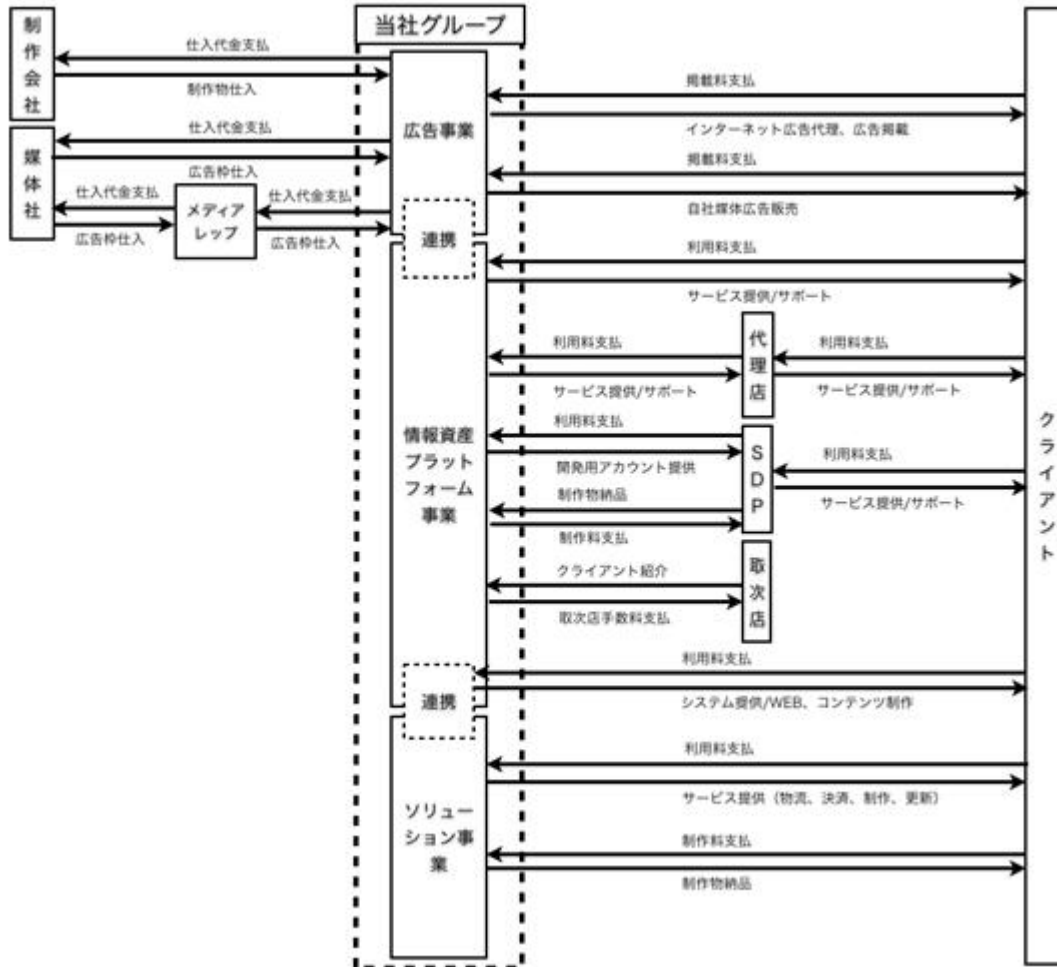 当社グループ
制作会社
仕入代金支払
制作物仕入
媒体社
仕入代金支払
広告枠仕入
仕入代金支払
広告枠仕入
メディア
レップ
仕入代金支払
広告枠仕入
広告事業
連携
情報資産
プラット
フォーム
事業
連携
ソリュー
ション事
業
掲載料支払
インターネット広告代理、広告掲載
掲載料支払
自社媒体広告販売
利用料支払
サービス提供/サポート
利用料支払
サービス提供/サポート
代理店
利用料支払
サービス提供/サポート
利用料支払
開発用アカウント提供
制作物納品
制作料支払
SDP
利用料支払
サービス提供/サポート
クライアント紹介
取次店手数料支払
取次店
利用料支払
システム提供/WEB、コンテンツ制作
利用料支払
サービス提供（物流、決済、制作、更新）
制作料支払
制作物納品
クライアント